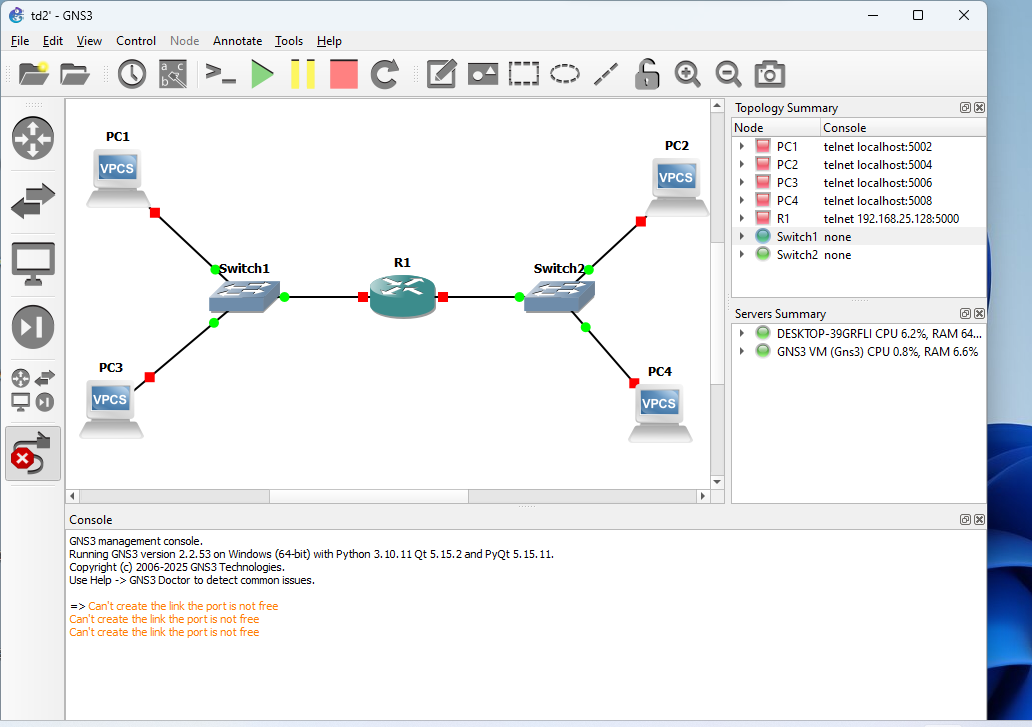 td2' - GNS3
File Edit View Control Node Annotate Tools Help
a c
b
PC1
VPCS
PC2
VPCS
Switch1
R1
Switch2
PC3
VPCS
PC4
VPCS
Topology Summary
Node Console
PC1 telnet localhost:5002
PC2 telnet localhost:5004
PC3 telnet localhost:5006
PC4 telnet localhost:5008
R1 telnet 192.168.25.128:5000
Switch1 none
Switch2 none
Servers Summary
DESKTOP-39GRFLI CPU 6.2%, RAM 64...
GNS3 VM (Gns3) CPU 0.8%, RAM 6.6%
Console
GNS3 management console.
Running GNS3 version 2.2.53 on Windows (64-bit) with Python 3.10.11 Qt 5.15.2 and PyQt 5.15.11.
Copyright (c) 2006-2025 GNS3 Technologies.
Use Help -> GNS3 Doctor to detect common issues.
=> Can't create the link the port is not free
Can't create the link the port is not free
Can't create the link the port is not free